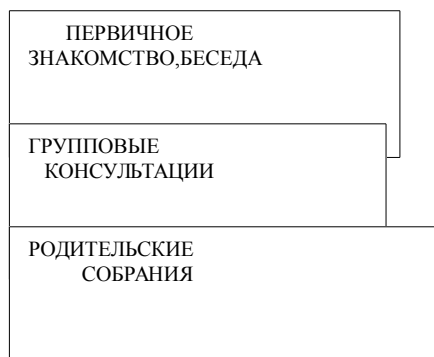 ПЕРВИЧНОЕ
ЗНАКОМСТВО,БЕСЕДА
ГРУППОВЫЕ
КОНСУЛЬТАЦИИ
РОДИТЕЛЬСКИЕ
СОБРАНИЯ